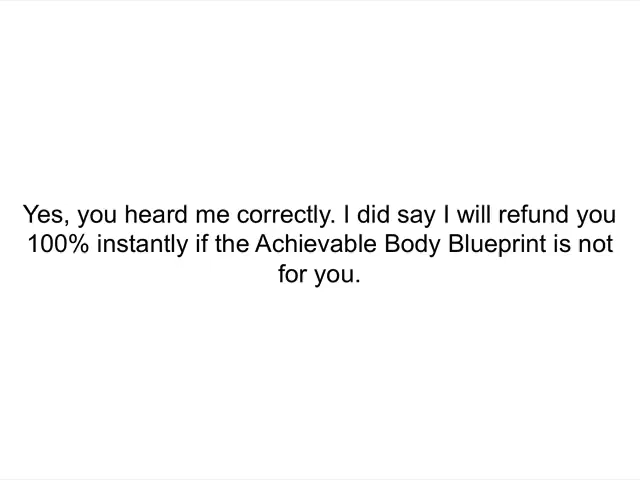 Yes, you heard me correctly. I did say I will refund you
100% instantly if the Achievable Body Blueprint is not
for you.